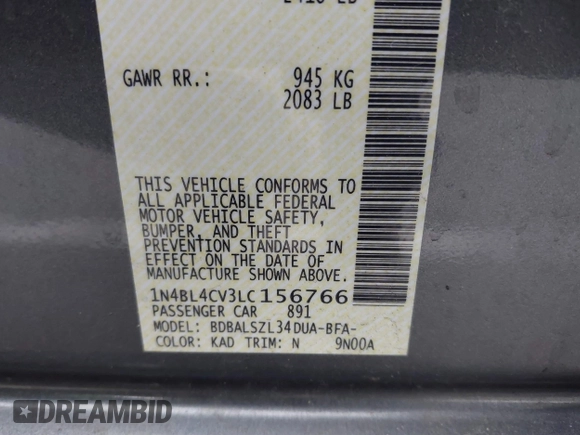 GAWR RR.: 945 KG
2083 LB
THIS VEHICLE CONFORMS TO
ALL APPLICABLE FEDERAL
MOTOR VEHICLE SAFETY,
BUMPER, AND THEFT
PREVENTION STANDARDS IN
EFFECT ON THE DATE OF
MANUFACTURE SHOWN ABOVE.
1N4BL4CV3LC156766
PASSENGER CAR 891
MODEL: BDBALSZL34DUA-BFA-
COLOR: KAD TRIM: N 9N00A
DREAMBID